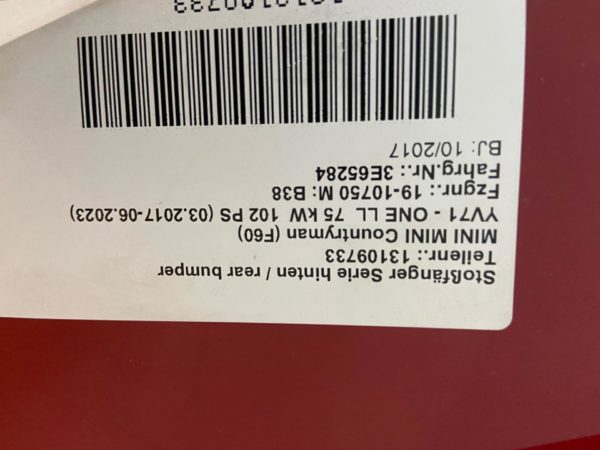 Stoßfänger Serie hinten / rear bumper
Teilenr.: 13109733
MINI MINI Countryman (F60)
YV71 - ONE LL 75 kW 102 PS (03.2017-06.2023)
Fzgnr.: 19-10750 M: B38
Fahrg.Nr.: 3E65284
BJ: 10/2017